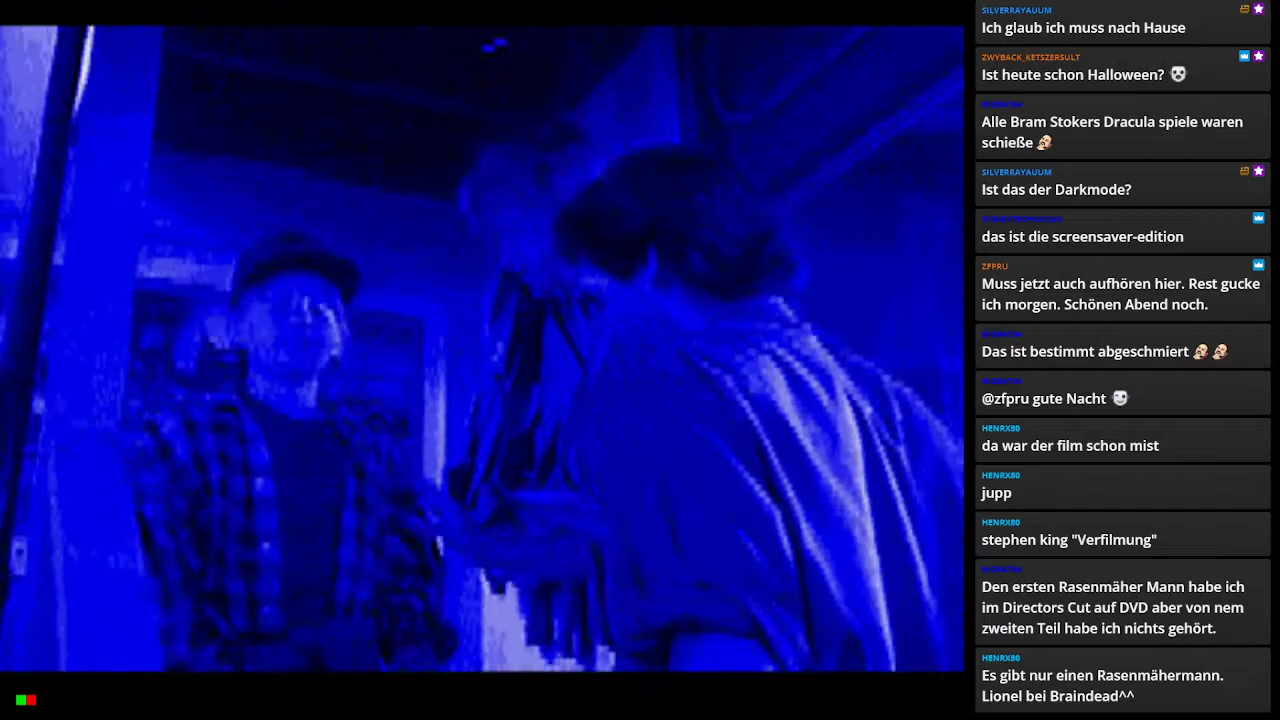 SILVERRAYAUUM
Ich glaub ich muss nach Hause
ZWYBACK_KETSZERSULT
Ist heute schon Halloween?
Alle Bram Stokers Dracula spiele waren
schieße
SILVERRAYAUUM
Ist das der Darkmode?
das ist die screensaver-edition
ZFPRU
Muss jetzt auch aufhören hier. Rest gucke
ich morgen. Schönen Abend noch.
Das ist bestimmt abgeschmiert
@zfpru gute Nacht
HENRX80
da war der film schon mist
HENRX80
jupp
HENRX80
stephen king "Verfilmung"
Den ersten Rasenmäher Mann habe ich
im Directors Cut auf DVD aber von nem
zweiten Teil habe ich nichts gehört.
HENRX80
Es gibt nur einen Rasenmähermann.
Lionel bei Braindead^^